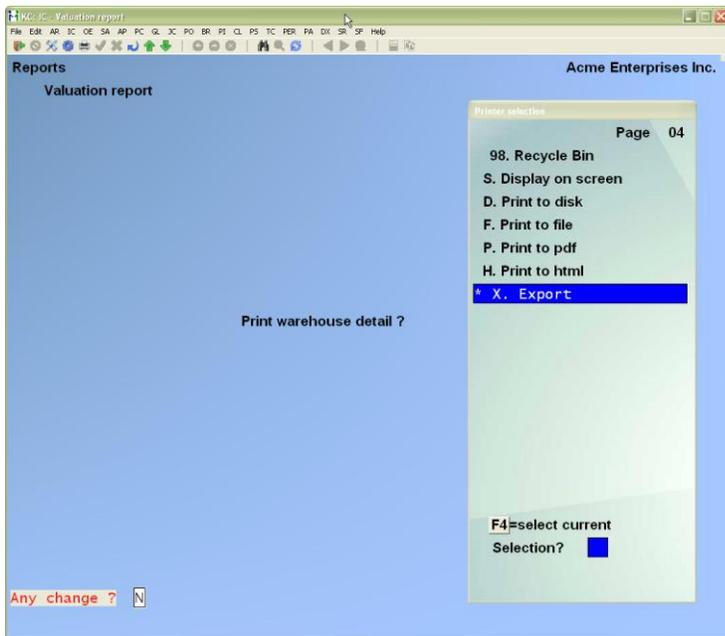 KC: IC - Valuation report
File Edit AR IC OE SA AP PC GL JC PO BR PI CL PS TC PER PA DX SR SP Help
Reports
Acme Enterprises Inc.
Valuation report
Printer selection
Page 04
98. Recycle Bin
S. Display on screen
D. Print to disk
F. Print to file
P. Print to pdf
H. Print to html
* X. Export
Print warehouse detail ?
F4=select current
Selection?
Any change ? N